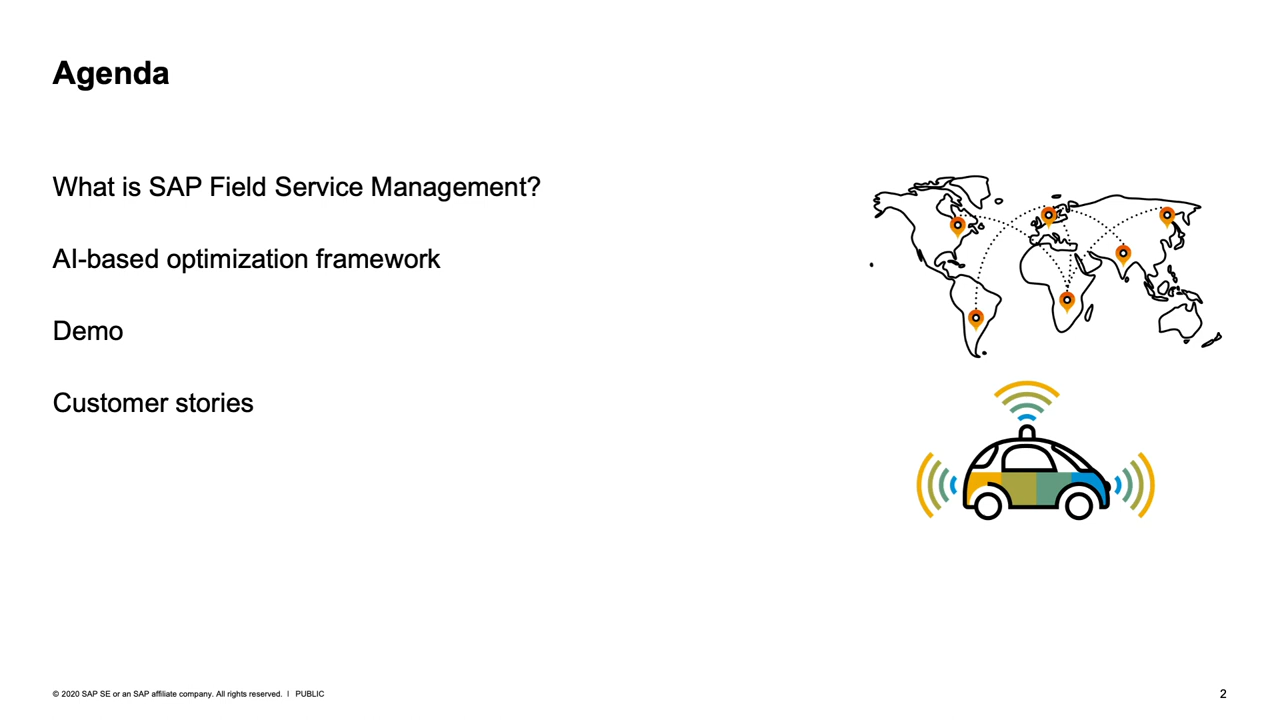 Agenda
What is SAP Field Service Management?
AI-based optimization framework
Demo
Customer stories
© 2020 SAP SE or an SAP affiliate company. All rights reserved. | PUBLIC
2